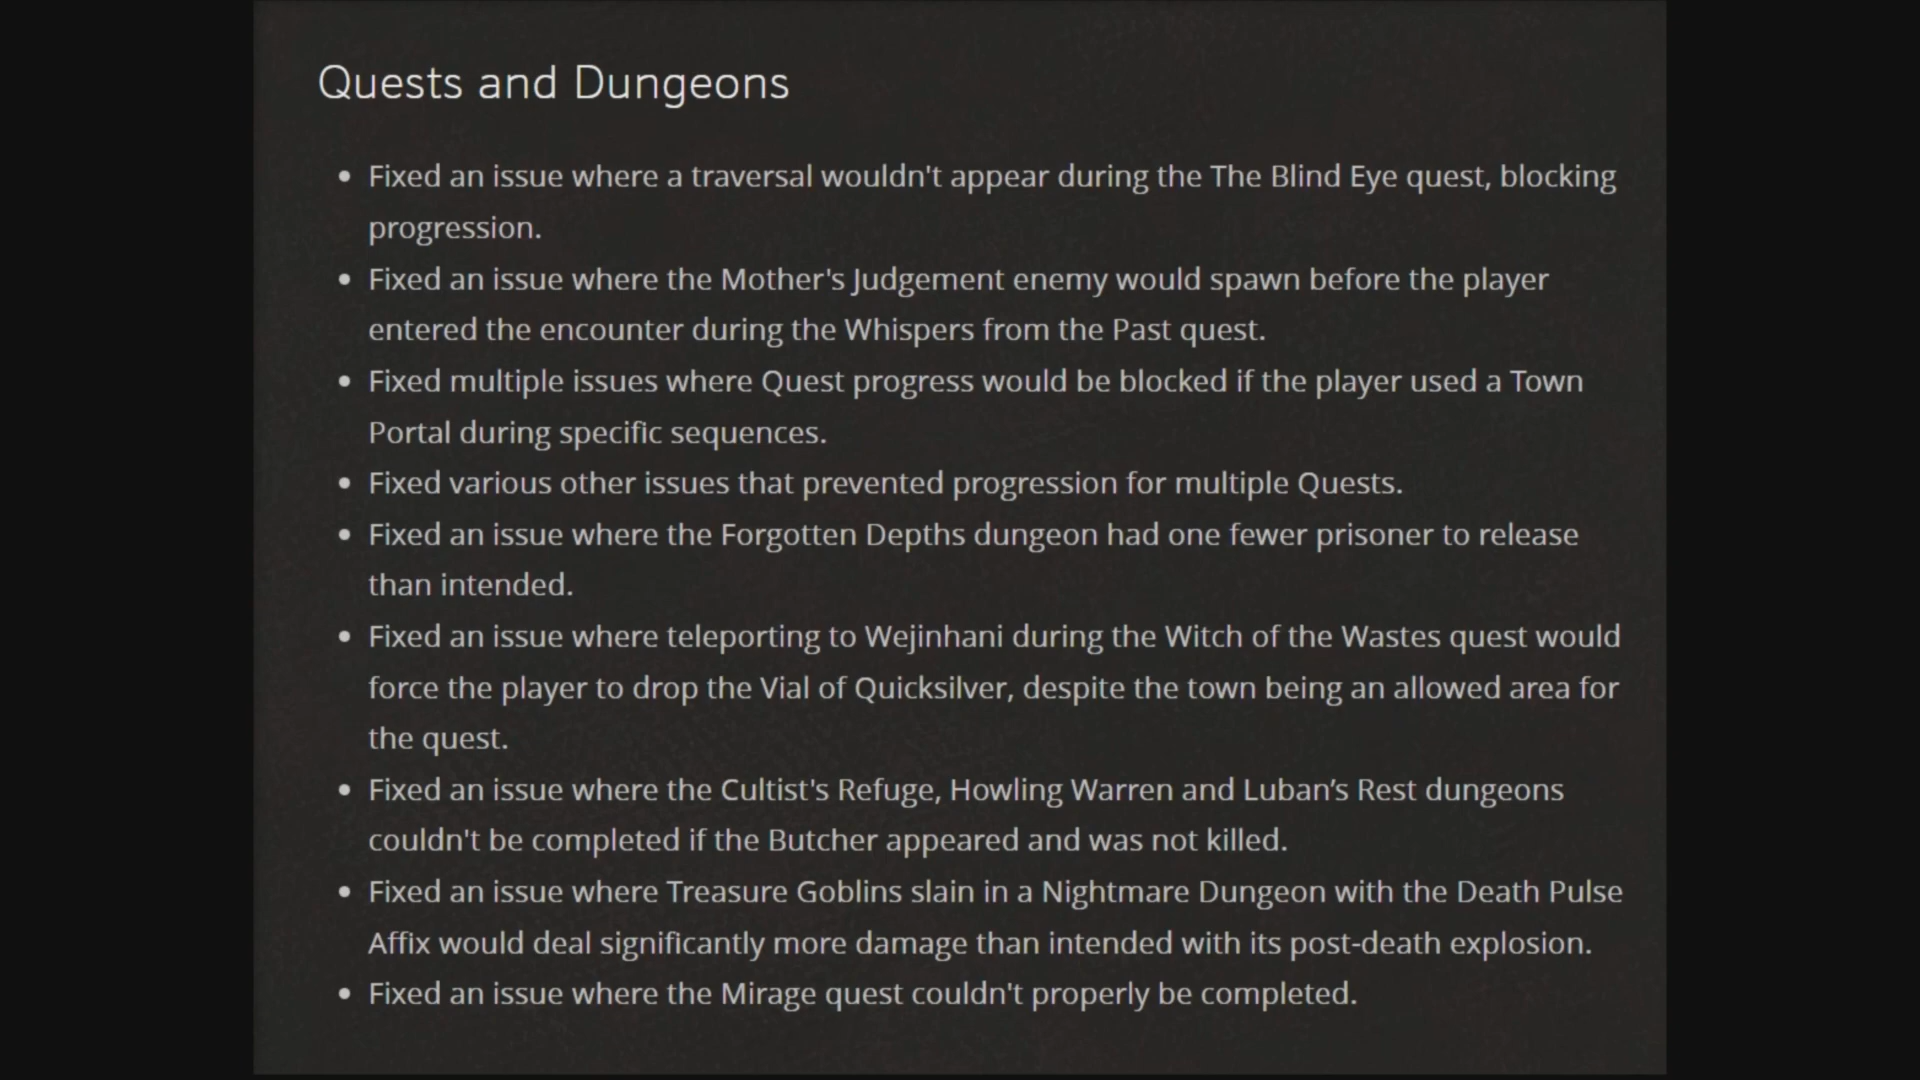 Quests and Dungeons
• Fixed an issue where a traversal wouldn't appear during the The Blind Eye quest, blocking
progression.
• Fixed an issue where the Mother's Judgement enemy would spawn before the player
entered the encounter during the Whispers from the Past quest.
• Fixed multiple issues where Quest progress would be blocked if the player used a Town
Portal during specific sequences.
• Fixed various other issues that prevented progression for multiple Quests.
• Fixed an issue where the Forgotten Depths dungeon had one fewer prisoner to release
than intended.
• Fixed an issue where teleporting to Wejinhani during the Witch of the Wastes quest would
force the player to drop the Vial of Quicksilver, despite the town being an allowed area for
the quest.
• Fixed an issue where the Cultist's Refuge, Howling Warren and Luban’s Rest dungeons
couldn't be completed if the Butcher appeared and was not killed.
• Fixed an issue where Treasure Goblins slain in a Nightmare Dungeon with the Death Pulse
Affix would deal significantly more damage than intended with its post-death explosion.
• Fixed an issue where the Mirage quest couldn't properly be completed.